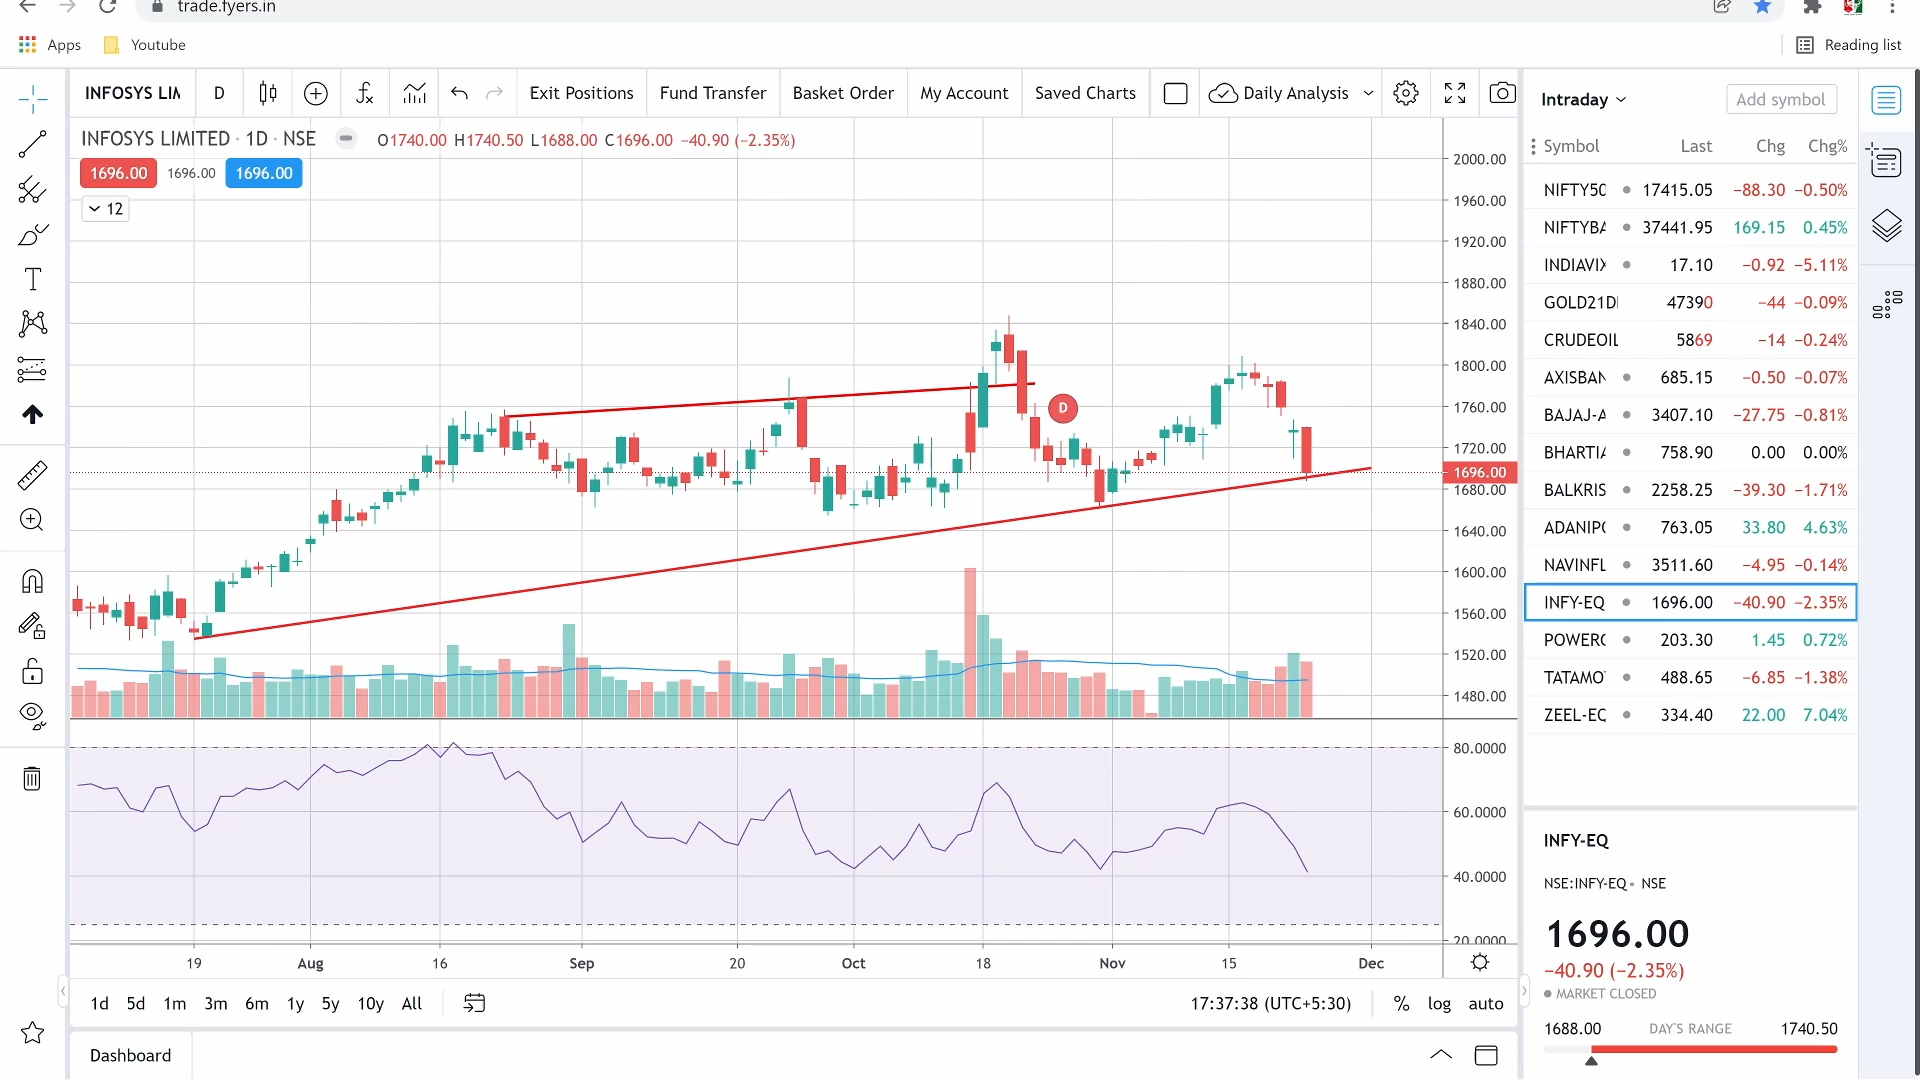 trade.fyers.in
Apps Youtube Reading list
INFOSYS LIM D Exit Positions Fund Transfer Basket Order My Account Saved Charts Daily Analysis
INFOSYS LIMITED · 1D · NSE O1740.00 H1740.50 L1688.00 C1696.00 −40.90 (−2.35%)
1696.00 1696.00 1696.00
12
2000.00
1960.00
1920.00
1880.00
1840.00
1800.00
1760.00
1720.00
1696.00
1680.00
1640.00
1600.00
1560.00
1520.00
1480.00
D
80.0000
60.0000
40.0000
20.0000
19 Aug 16 Sep 20 Oct 18 Nov 15 Dec
1d 5d 1m 3m 6m 1y 5y 10y All 17:37:38 (UTC+5:30) % log auto
Dashboard
Intraday Add symbol
Symbol Last Chg Chg%
NIFTY50 17415.05 −88.30 −0.50%
NIFTYBA 37441.95 169.15 0.45%
INDIAVIX 17.10 −0.92 −5.11%
GOLD21D 47390 −44 −0.09%
CRUDEOIL 5869 −14 −0.24%
AXISBAN 685.15 −0.50 −0.07%
BAJAJ-A 3407.10 −27.75 −0.81%
BHARTIA 758.90 0.00 0.00%
BALKRIS 2258.25 −39.30 −1.71%
ADANIPO 763.05 33.80 4.63%
NAVINFL 3511.60 −4.95 −0.14%
INFY-EQ 1696.00 −40.90 −2.35%
POWERG 203.30 1.45 0.72%
TATAMO 488.65 −6.85 −1.38%
ZEEL-EQ 334.40 22.00 7.04%
INFY-EQ
NSE:INFY-EQ • NSE
1696.00
−40.90 (−2.35%)
MARKET CLOSED
1688.00 DAY'S RANGE 1740.50